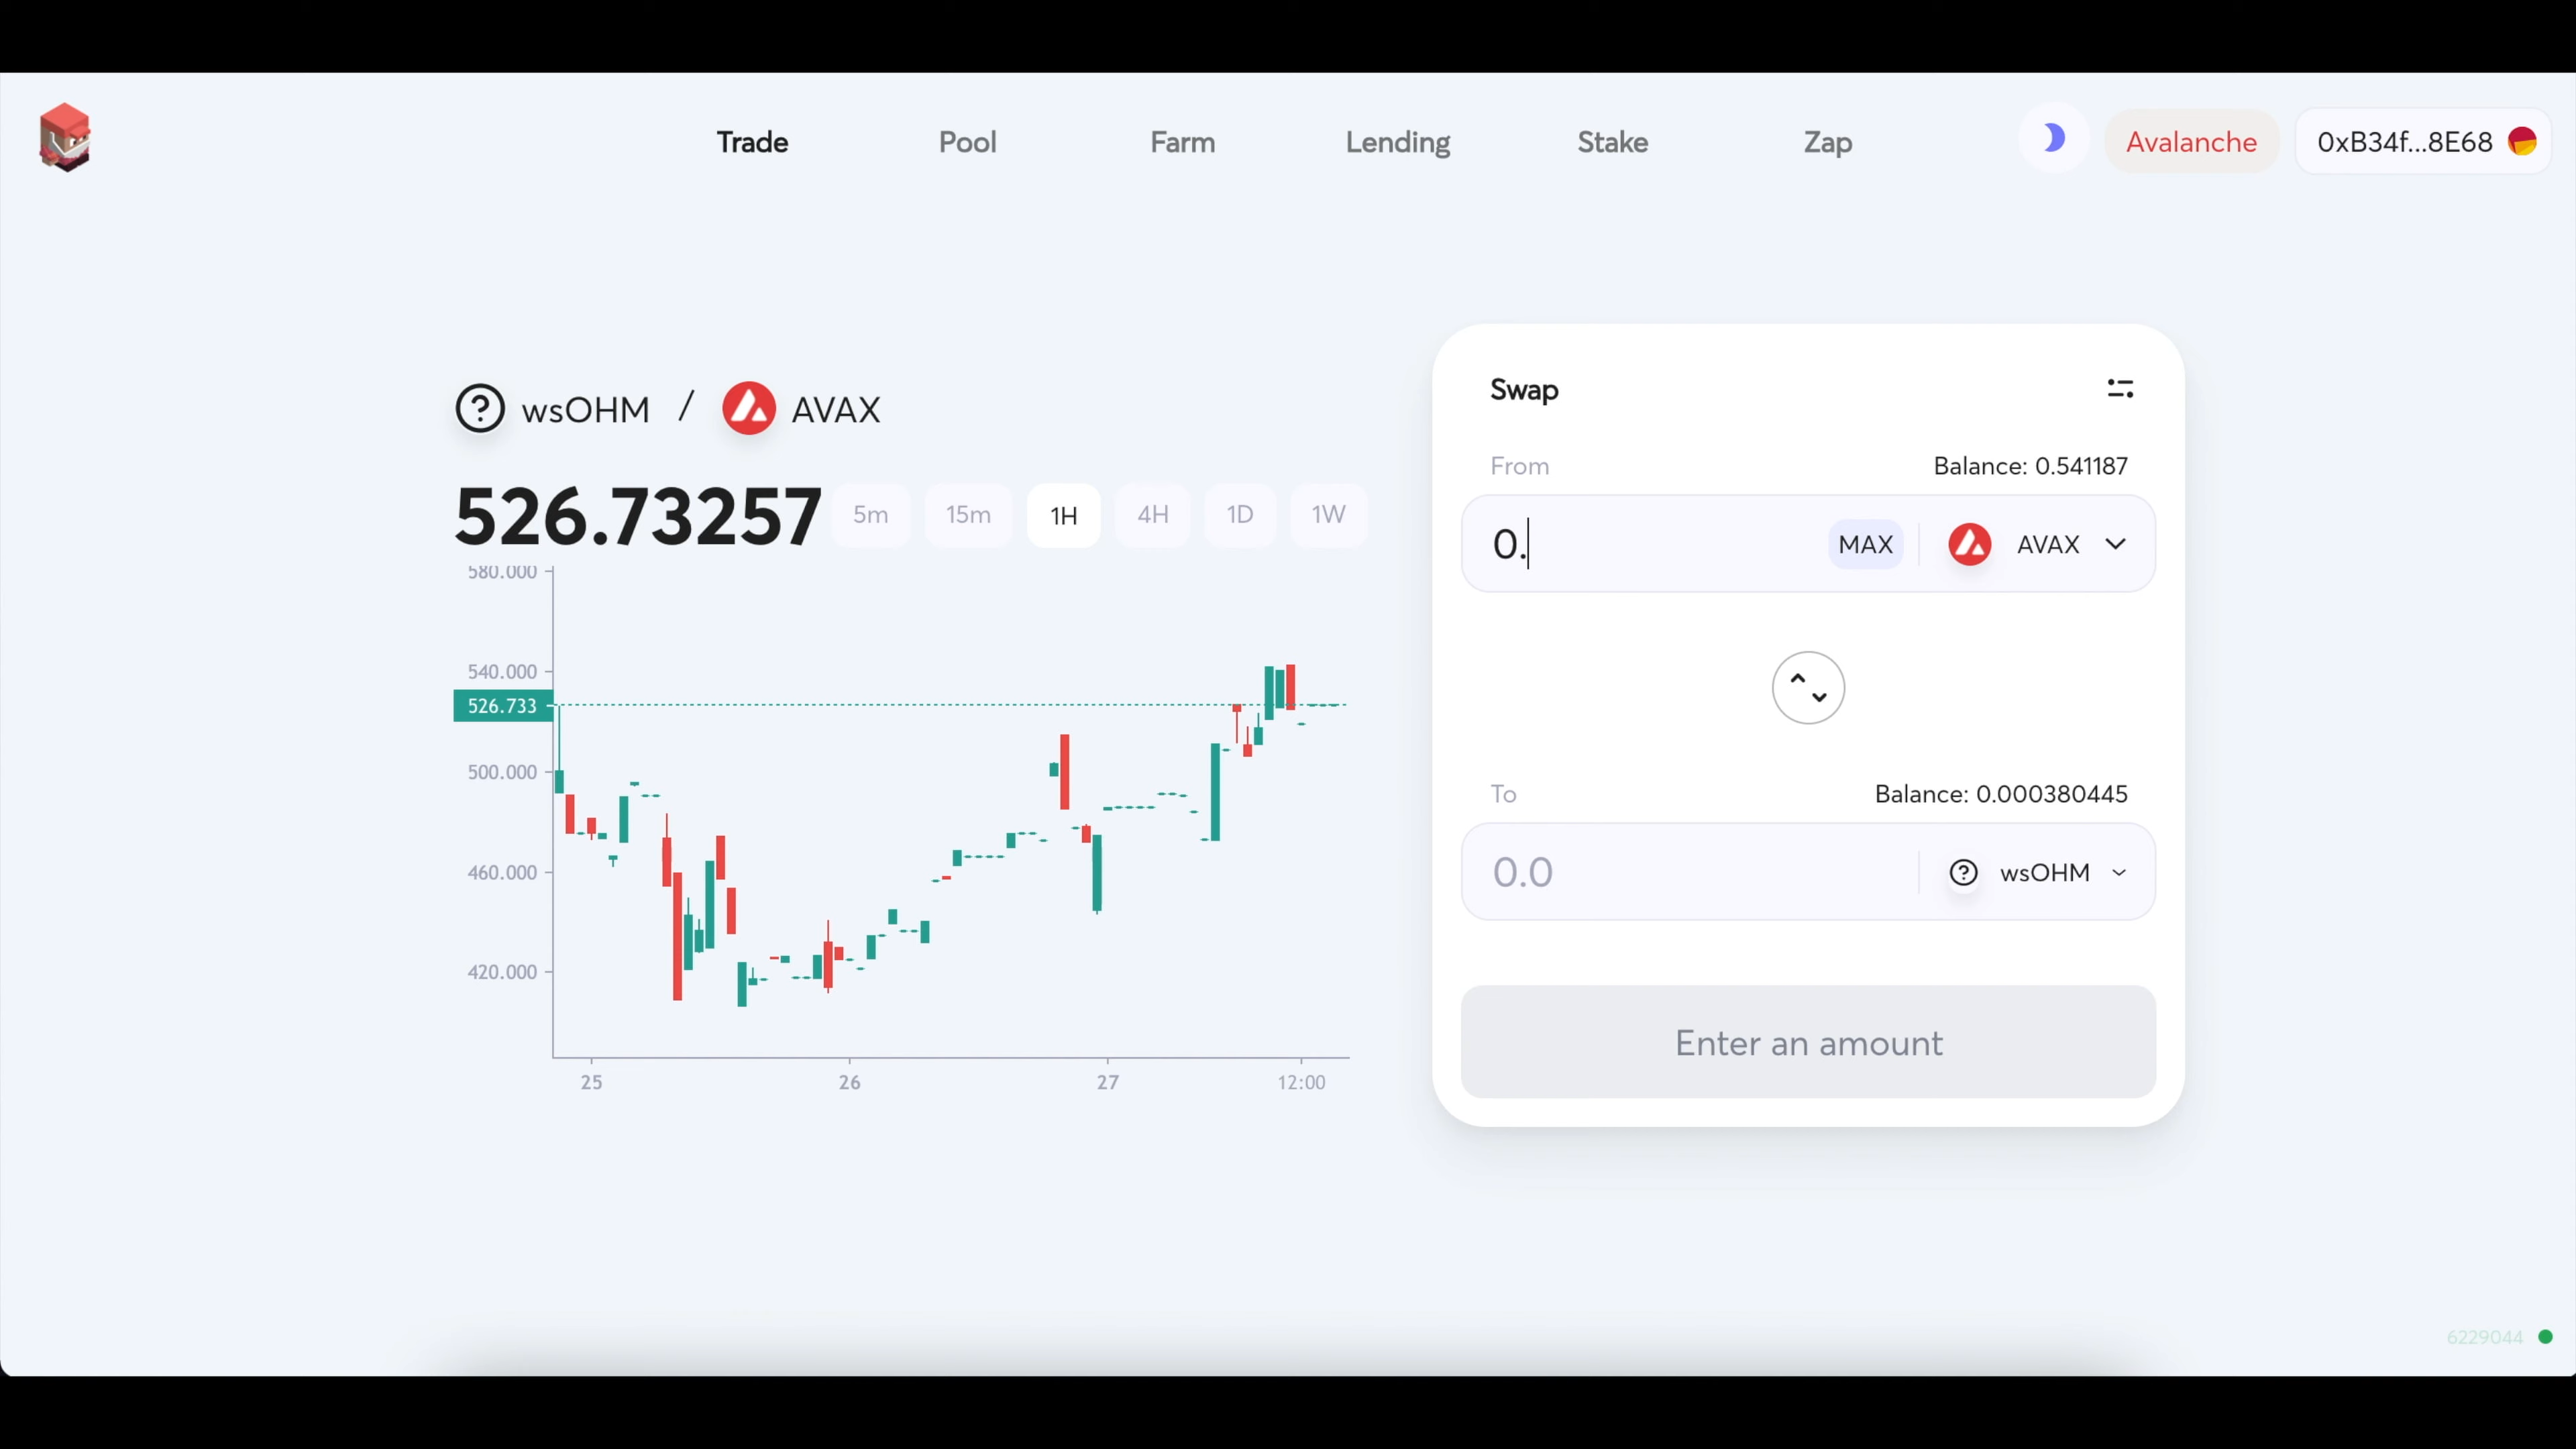 Trade
Pool
Farm
Lending
Stake
Zap
Avalanche
0xB34f...8E68
wsOHM / AVAX
526.73257
5m
15m
1H
4H
1D
1W
580.000
540.000
526.733
500.000
460.000
420.000
25
26
27
12:00
Swap
From
Balance: 0.541187
0.
MAX
AVAX
To
Balance: 0.000380445
0.0
wsOHM
Enter an amount
6229044